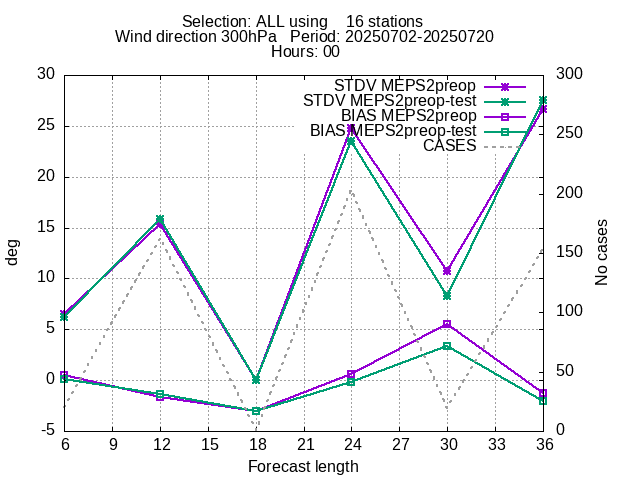 Selection: ALL using    16 stations
Wind direction 300hPa   Period: 20250702-20250720
Hours: 00
30
300
STDV MEPS2preop
STDV MEPS2preop-test
BIAS MEPS2preop
BIAS MEPS2preop-test
CASES
25
250
20
200
15
150
10
100
5
50
0
-5
0
deg
No cases
6 9 12 15 18 21 24 27 30 33 36
Forecast length